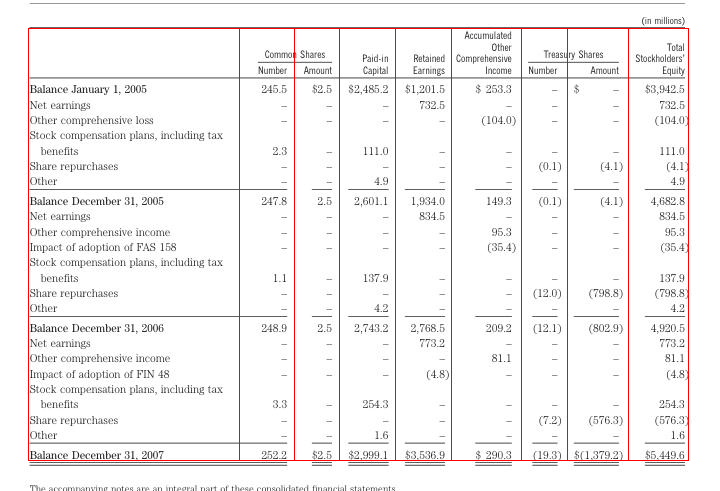 (in millions)
Accumulated
Other
Common Shares Paid-in Retained Comprehensive Treasury Shares Total Stockholders'
Number Amount Capital Earnings Income Number Amount Equity
Balance January 1, 2005 245.5 $2.5 $2,485.2 $1,201.5 $ 253.3 – $ – $3,942.5
Net earnings – – – 732.5 – – – 732.5
Other comprehensive loss – – – – (104.0) – – (104.0)
Stock compensation plans, including tax
benefits 2.3 – 111.0 – – – – 111.0
Share repurchases – – – – – (0.1) (4.1) (4.1)
Other – – 4.9 – – – – 4.9
Balance December 31, 2005 247.8 2.5 2,601.1 1,934.0 149.3 (0.1) (4.1) 4,682.8
Net earnings – – – 834.5 – – – 834.5
Other comprehensive income – – – – 95.3 – – 95.3
Impact of adoption of FAS 158 – – – – (35.4) – – (35.4)
Stock compensation plans, including tax
benefits 1.1 – 137.9 – – – – 137.9
Share repurchases – – – – – (12.0) (798.8) (798.8)
Other – – 4.2 – – – – 4.2
Balance December 31, 2006 248.9 2.5 2,743.2 2,768.5 209.2 (12.1) (802.9) 4,920.5
Net earnings – – – 773.2 – – – 773.2
Other comprehensive income – – – – 81.1 – – 81.1
Impact of adoption of FIN 48 – – – (4.8) – – – (4.8)
Stock compensation plans, including tax
benefits 3.3 – 254.3 – – – – 254.3
Share repurchases – – – – – (7.2) (576.3) (576.3)
Other – – 1.6 – – – – 1.6
Balance December 31, 2007 252.2 $2.5 $2,999.1 $3,536.9 $ 290.3 (19.3) $(1,379.2) $5,449.6
The accompanying notes are an integral part of these consolidated financial statements.